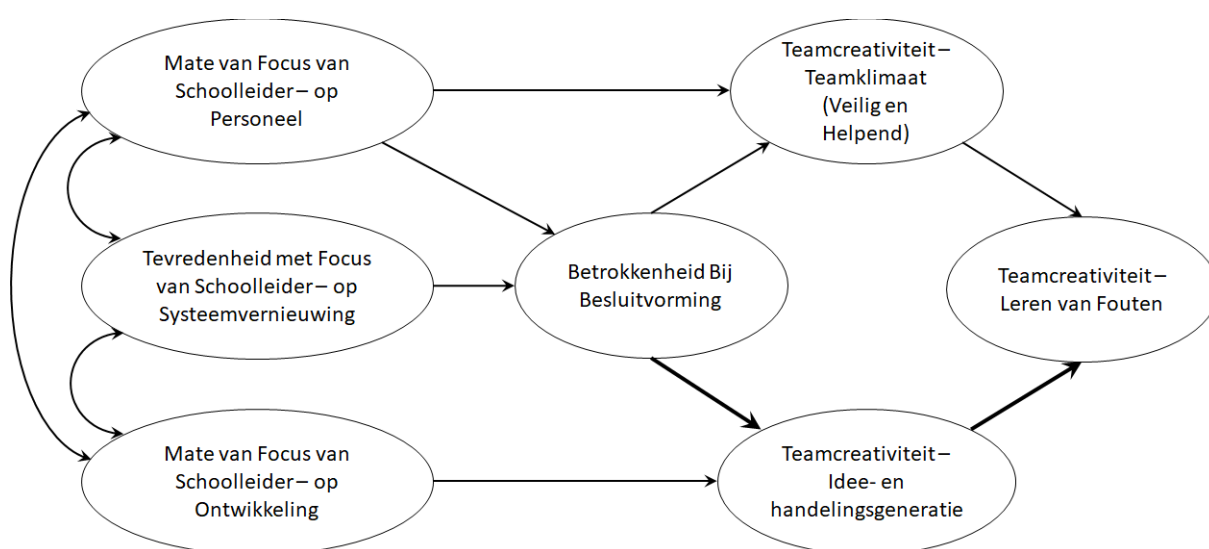 Mate van Focus van
Schoolleider – op
Personeel
Teamcreativiteit –
Teamklimaat
(Veilig en
Helpend)
Tevredenheid met Focus
van Schoolleider – op
Systeemvernieuwing
Betrokkenheid Bij
Besluitvorming
Teamcreativiteit –
Leren van Fouten
Mate van Focus van
Schoolleider – op
Ontwikkeling
Teamcreativiteit –
Idee- en
handelingsgeneratie